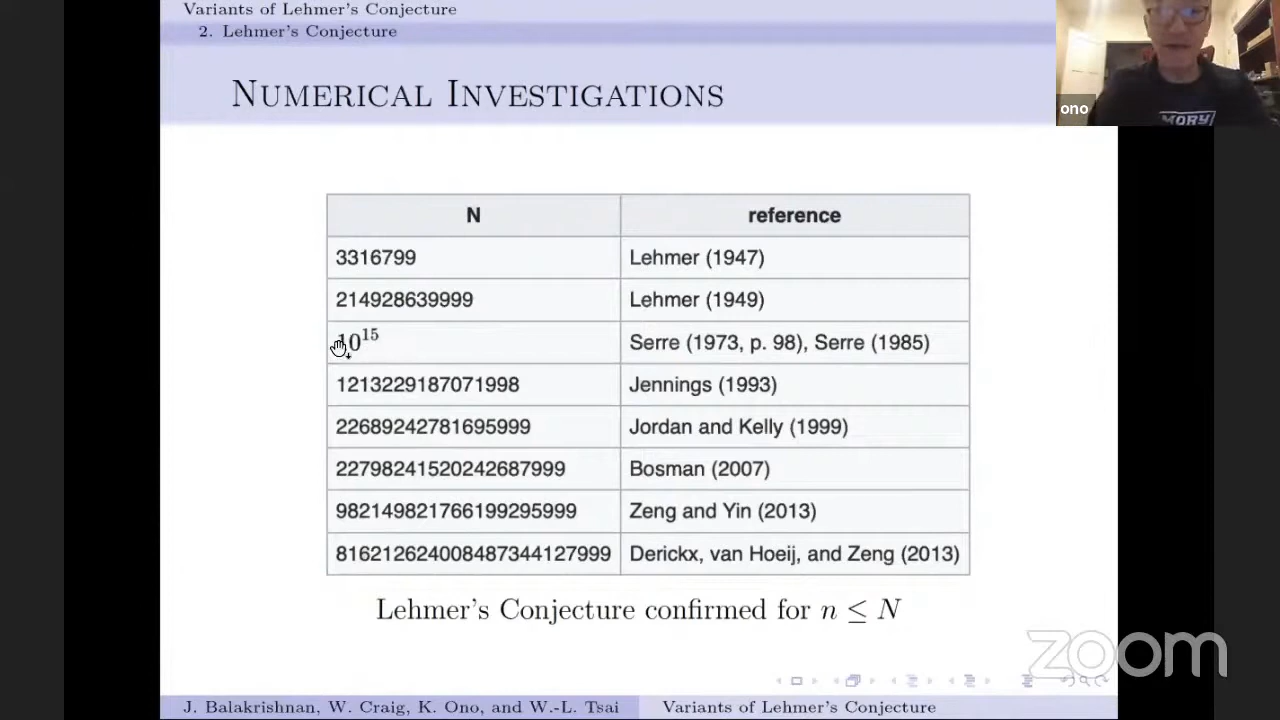 Variants of Lehmer's Conjecture
2. Lehmer's Conjecture
NUMERICAL INVESTIGATIONS
ono
MORY
N reference
3316799 Lehmer (1947)
214928639999 Lehmer (1949)
10^15 Serre (1973, p. 98), Serre (1985)
1213229187071998 Jennings (1993)
22689242781695999 Jordan and Kelly (1999)
22798241520242687999 Bosman (2007)
982149821766199295999 Zeng and Yin (2013)
816212624008487344127999 Derickx, van Hoeij, and Zeng (2013)
Lehmer's Conjecture confirmed for n ≤ N
zoom
J. Balakrishnan, W. Craig, K. Ono, and W.-L. Tsai Variants of Lehmer's Conjecture